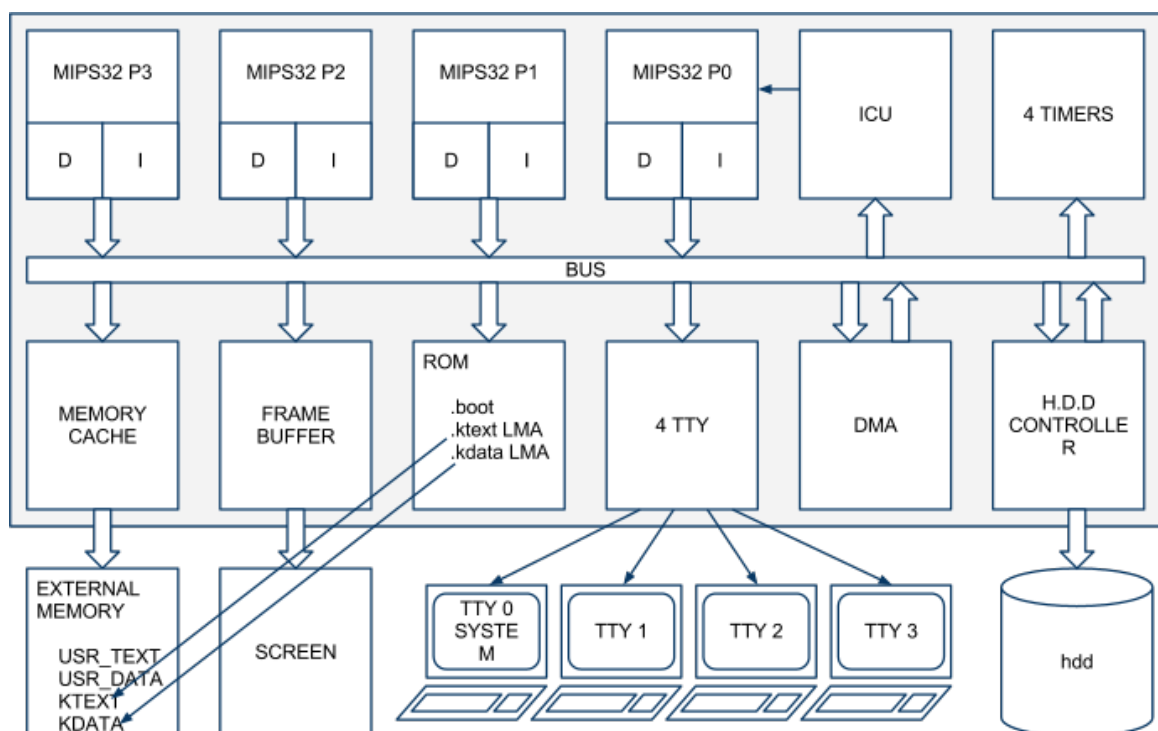 MIPS32 P3
MIPS32 P2
MIPS32 P1
MIPS32 P0
ICU
4 TIMERS
D
I
D
I
D
I
D
I
BUS
MEMORY
CACHE
FRAME
BUFFER
ROM
.boot
.ktext LMA
.kdata LMA
4 TTY
DMA
H.D.D
CONTROLLE
R
EXTERNAL
MEMORY
USR_TEXT
USR_DATA
KTEXT
KDATA
SCREEN
TTY 0
SYSTE
M
TTY 1
TTY 2
TTY 3
hdd